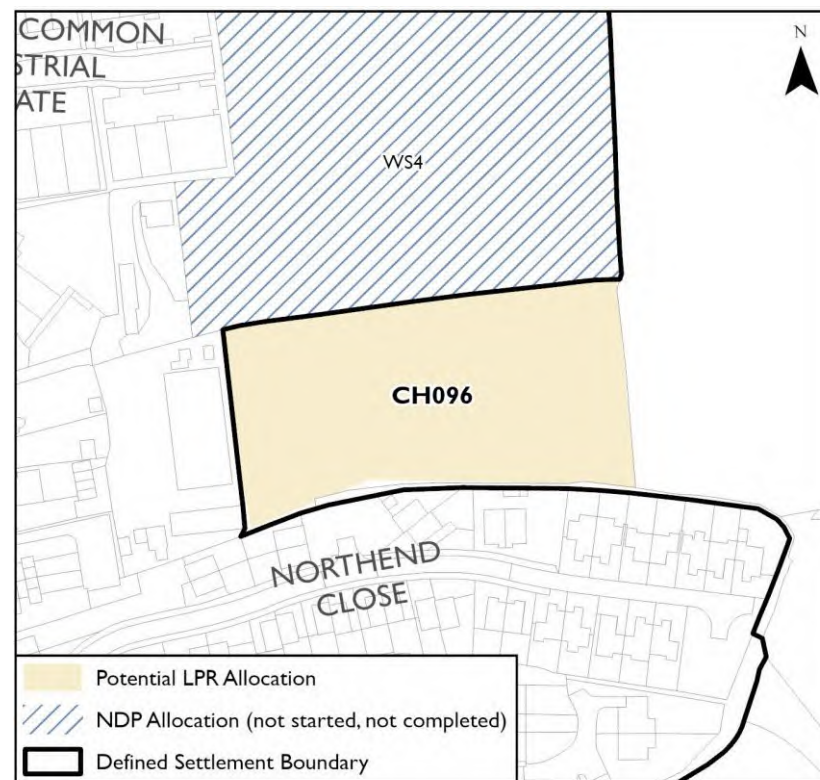 COMMON
STRIAL
ATE
N
WS4
CH096
NORTHEND
CLOSE
Potential LPR Allocation
NDP Allocation (not started, not completed)
Defined Settlement Boundary